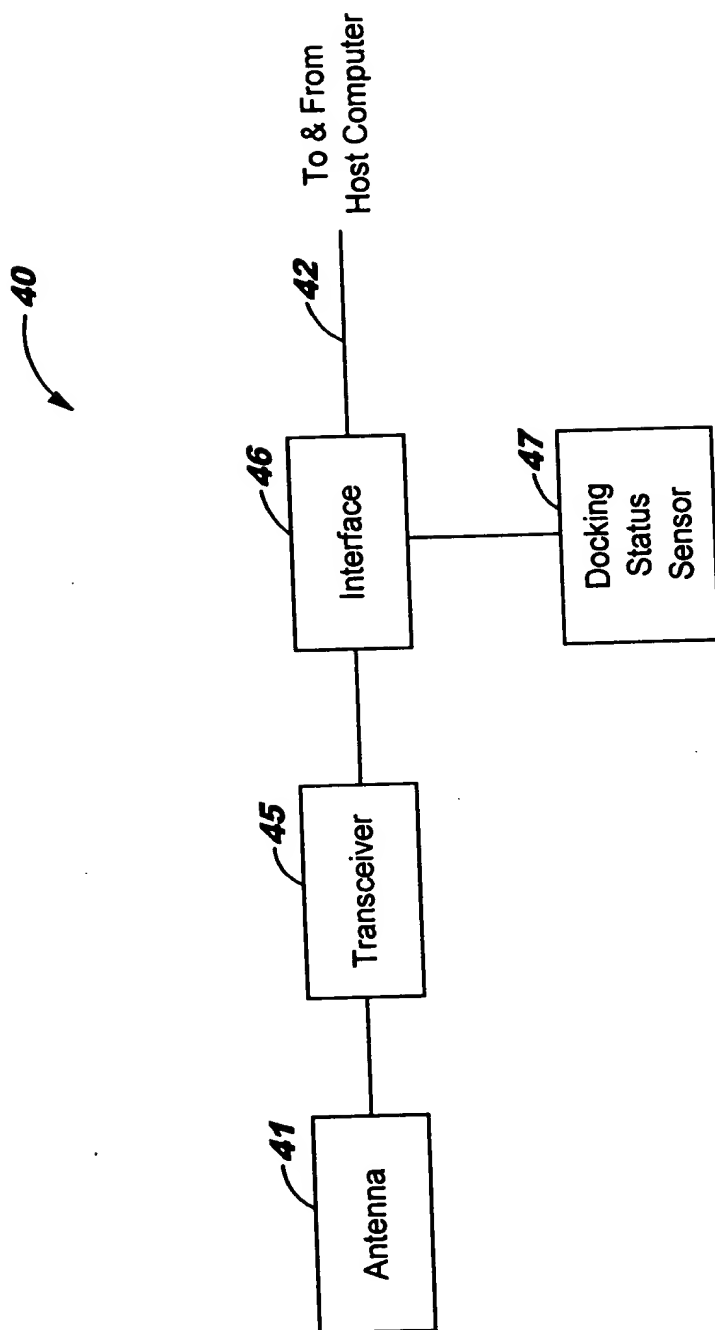 40
41
Antenna
45
Transceiver
46
Interface
42
To & From
Host Computer
47
Docking
Status
Sensor